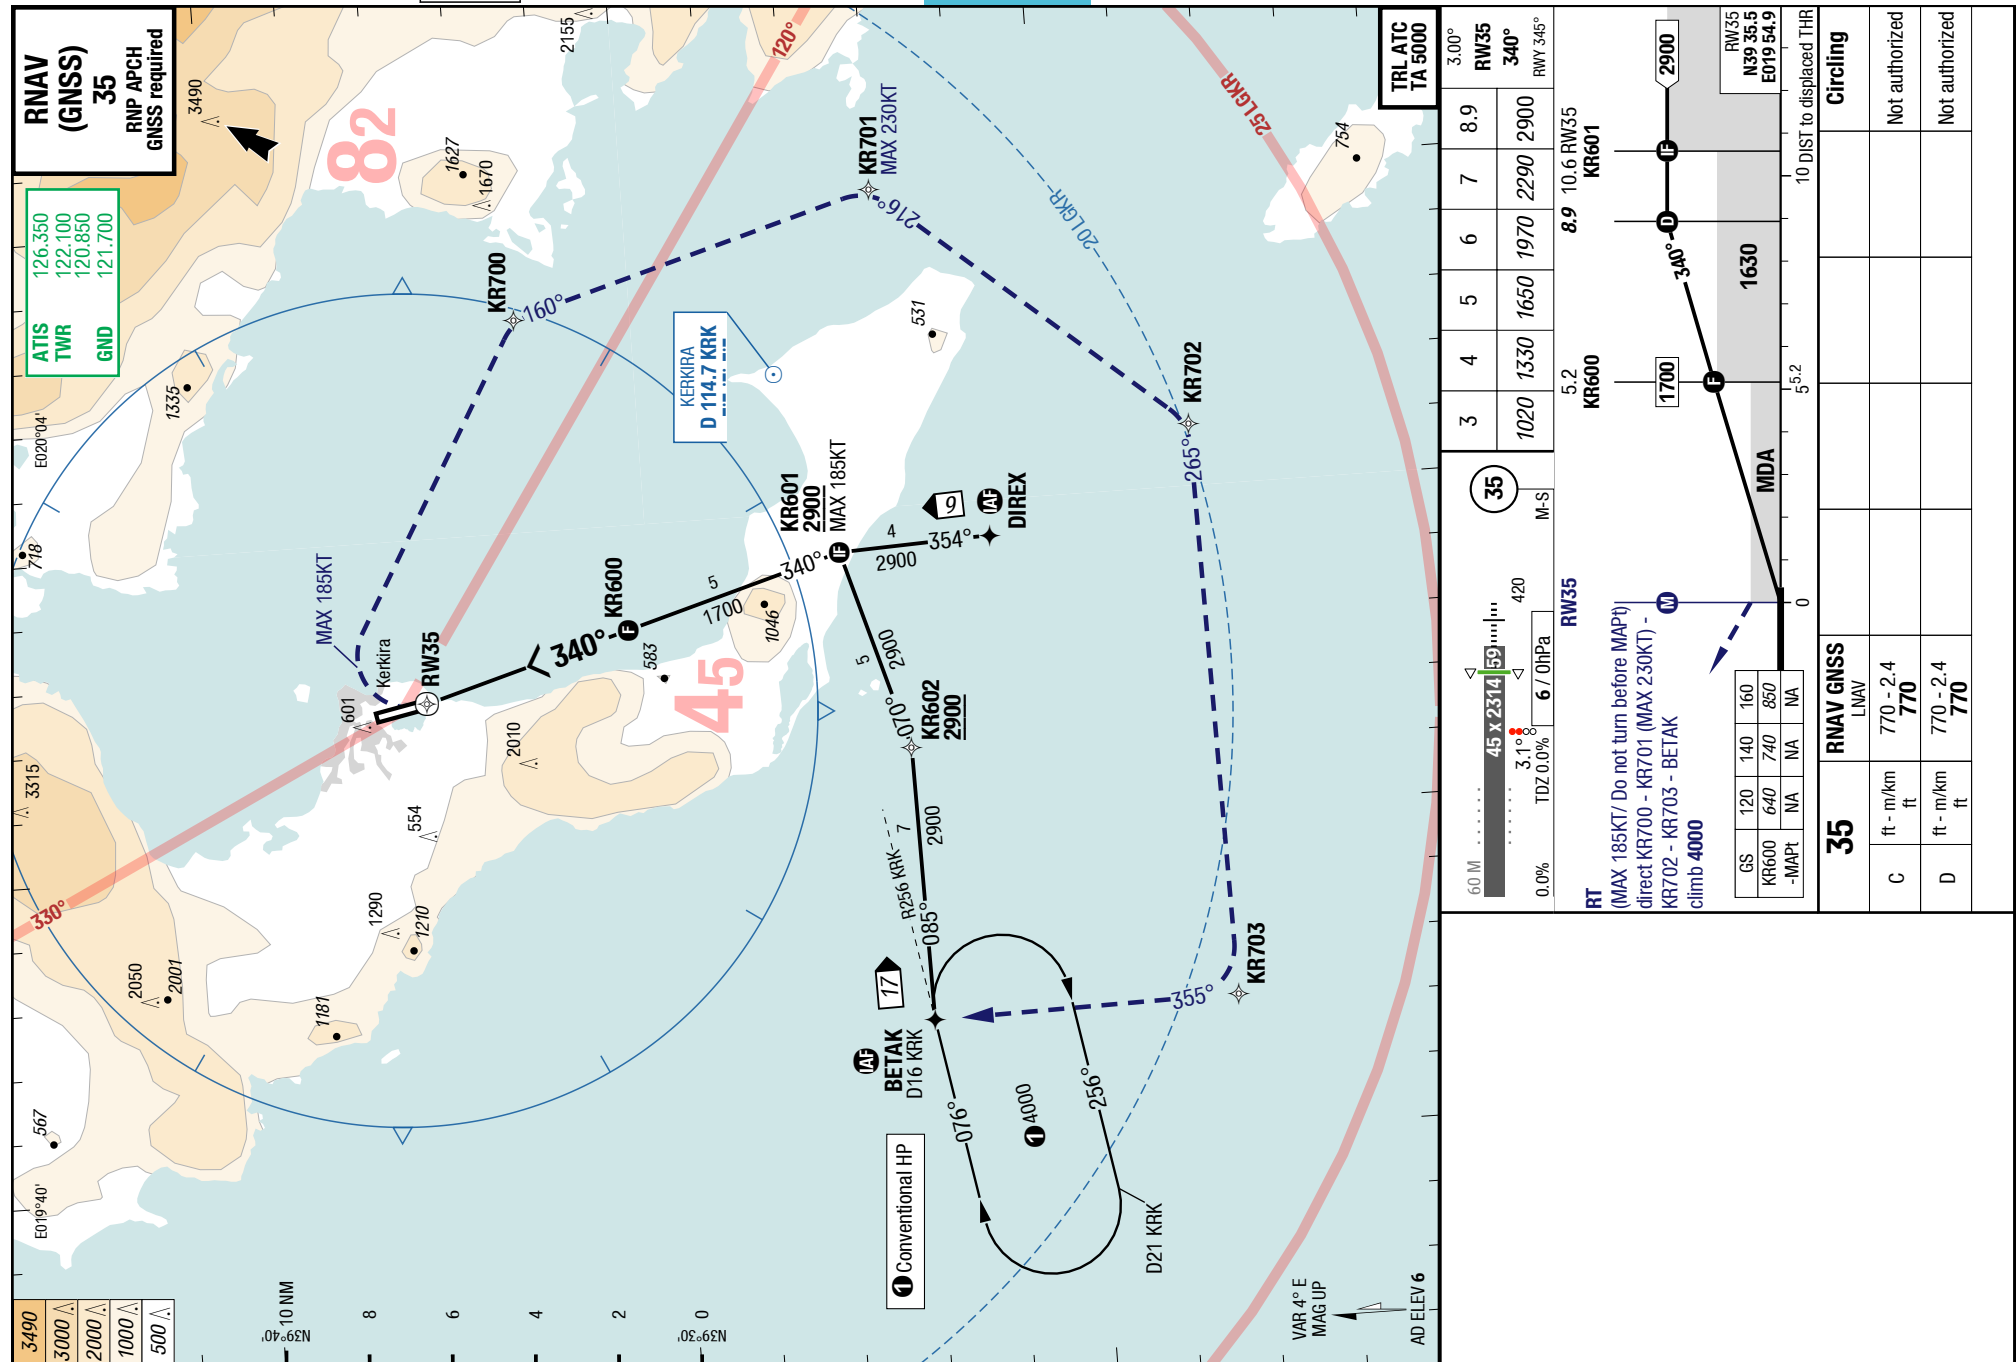 RNAV
(GNSS)
35
RNP APCH
GNSS required
ATIS 126.350
TWR 122.100
120.850
GND 121.700
3490
2155
120°
82
1627
1670
KR701
MAX 230KT
216°
KR700
160°
1335
E020°04'
718
KERKIRA
D 114.7 KRK
531
20 LGKR
25 LGKR
754
TRL ATC
TA 5000
KR702
265°
KR601
2900
MAX 185KT
340°
4
2900
354°
9
IAF
DIREX
IF
5
1700
1046
KR600
F
340°
583
MAX 185KT
Kerkira
RW35
601
45
5
2900
070°
KR602
2900
2010
3315
554
330°
1290
1210
2050
2001
1181
567
E019°40'
7
2900
R256 KRK
085°
17
IAF
BETAK
D16 KRK
KR703
355°
076°
256°
1 4000
D21 KRK
1 Conventional HP
3490
3000
2000
1000
500
10 NM
8
6
4
2
0
N39°40'
N39°30'
VAR 4° E
MAG UP
AD ELEV 6
3 4 5 6 7 8.9 3.00°
RW35
340°
RWY 345°
1020 1330 1650 1970 2290 2900
35
M-S
60 M
45 x 2314 59
420
3.1°
6 / 0hPa
0.0% TDZ 0.0%
RW35
5.2
KR600
8.9 10.6 RW35
KR601
RT
(MAX 185KT/ Do not turn before MAPt)
direct KR700 - KR701 (MAX 230KT) -
KR702 - KR703 - BETAK
climb 4000
M
F
D
IF
1700
340°
2900
MDA
1630
RW35
N39 35.5
E019 54.9
0 5 5.2 10 DIST to displaced THR
GS 120 140 160
KR600 640 740 850
-MAPt NA NA NA
35 RNAV GNSS Circling
LNAV
C ft - m/km 770 - 2.4 Not authorized
ft 770
D ft - m/km 770 - 2.4 Not authorized
ft 770